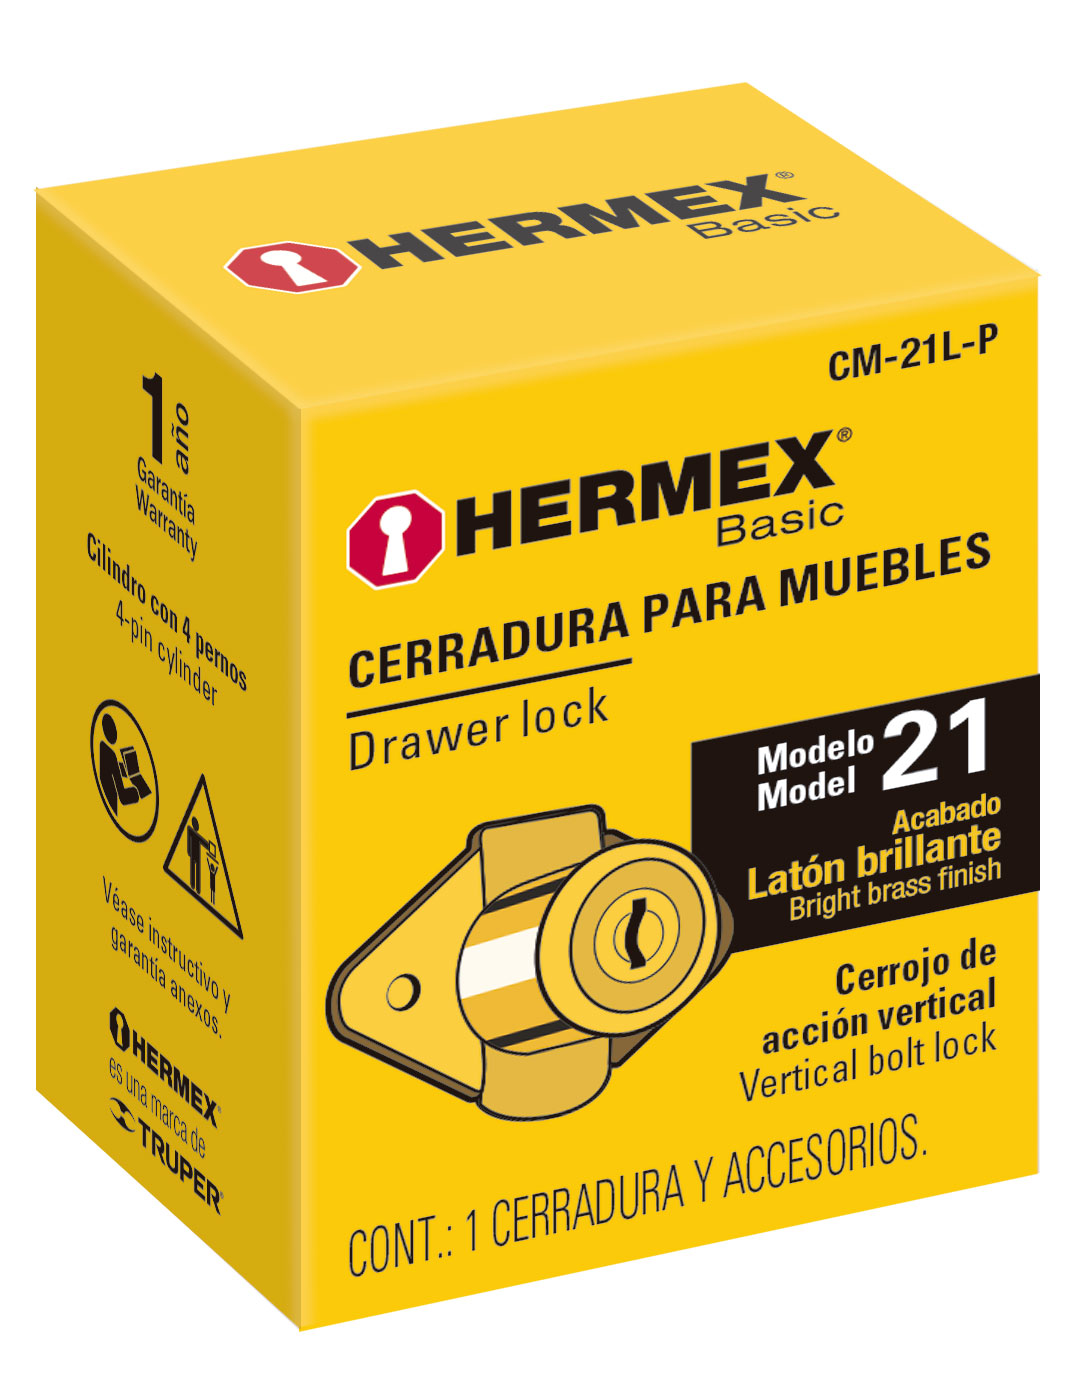 HERMEX®
Basic
CM-21L-P
HERMEX®
Basic
CERRADURA PARA MUEBLES
Drawer lock
Modelo
Model
21
Acabado
Latón brillante
Bright brass finish
Cerrojo de
acción vertical
Vertical bolt lock
CONT.: 1 CERRADURA Y ACCESORIOS.
1
año
Garantía
Warranty
Cilindro con 4 pernos
4-pin cylinder
Véase instructivo y
garantía anexos.
HERMEX®
es una marca de
TRUPER®